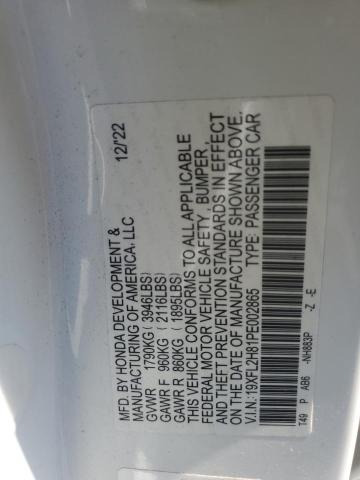 MFD. BY HONDA DEVELOPMENT & 12/'22
MANUFACTURING OF AMERICA, LLC
GVWR 1790KG(3946LBS)
GAWR F 960KG(2116LBS)
GAWR R 860KG(1895LBS)
THIS VEHICLE CONFORMS TO ALL APPLICABLE
FEDERAL MOTOR VEHICLE SAFETY, BUMPER,
AND THEFT PREVENTION STANDARDS IN EFFECT
ON THE DATE OF MANUFACTURE SHOWN ABOVE.
V.I.N.:19XFL2H81PE002865 TYPE: PASSENGER CAR
T49 P AB6 -NH883P -Z -E